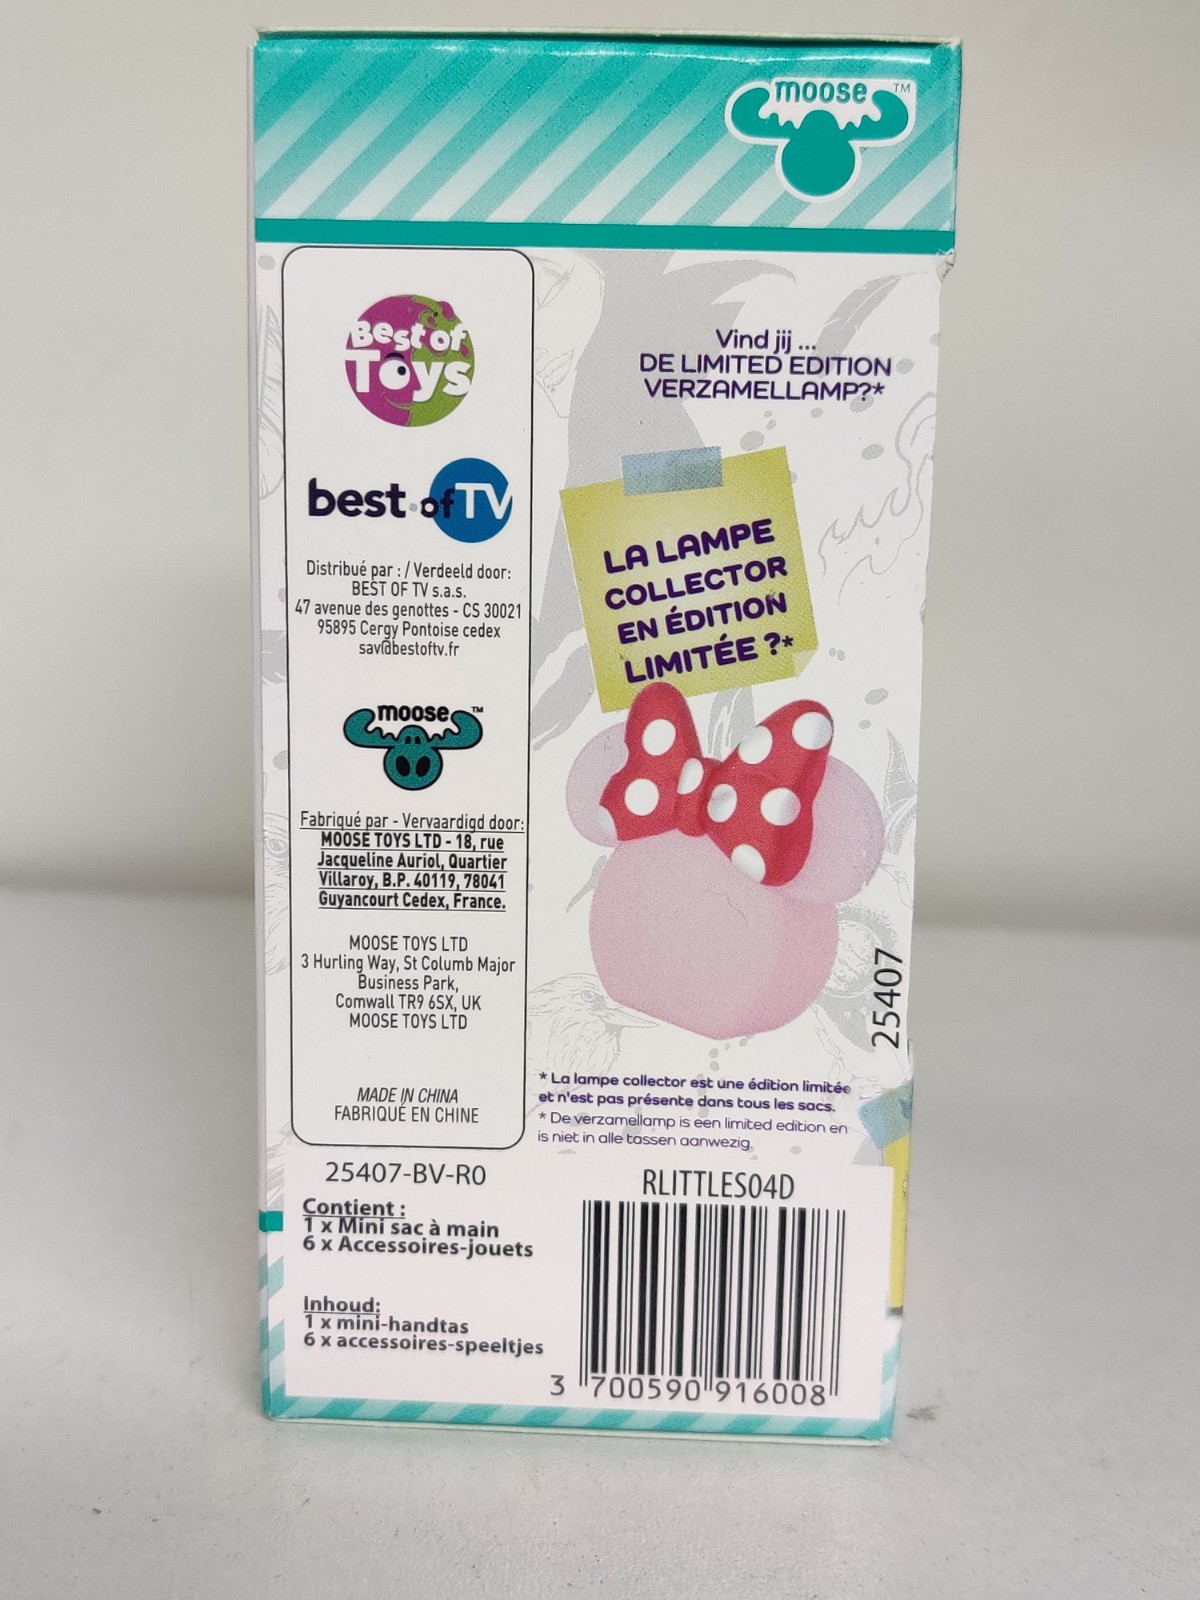 moose TM
Best of
Toys
best of TV
Distribué par : / Verdeeld door:
BEST OF TV s.a.s.
47 avenue des genottes - CS 30021
95895 Cergy Pontoise cedex
sav@bestoftv.fr
moose TM
Fabriqué par - Vervaardigd door:
MOOSE TOYS LTD - 18, rue
Jacqueline Auriol, Quartier
Villaroy, B.P. 40119, 78041
Guyancourt Cedex, France.
MOOSE TOYS LTD
3 Hurling Way, St Columb Major
Business Park,
Comwall TR9 6SX, UK
MOOSE TOYS LTD
MADE IN CHINA
FABRIQUÉ EN CHINE
Vind jij ...
DE LIMITED EDITION
VERZAMELLAMP?*
LA LAMPE
COLLECTOR
EN ÉDITION
LIMITÉE ?*
25407
* La lampe collector est une édition limitée
et n'est pas présente dans tous les sacs.
* De verzamellamp is een limited edition en
is niet in alle tassen aanwezig.
25407-BV-R0
Contient :
1 x Mini sac à main
6 x Accessoires-jouets
Inhoud:
1 x mini-handtas
6 x accessoires-speeltjes
RLITTLES04D
3 700590 916008